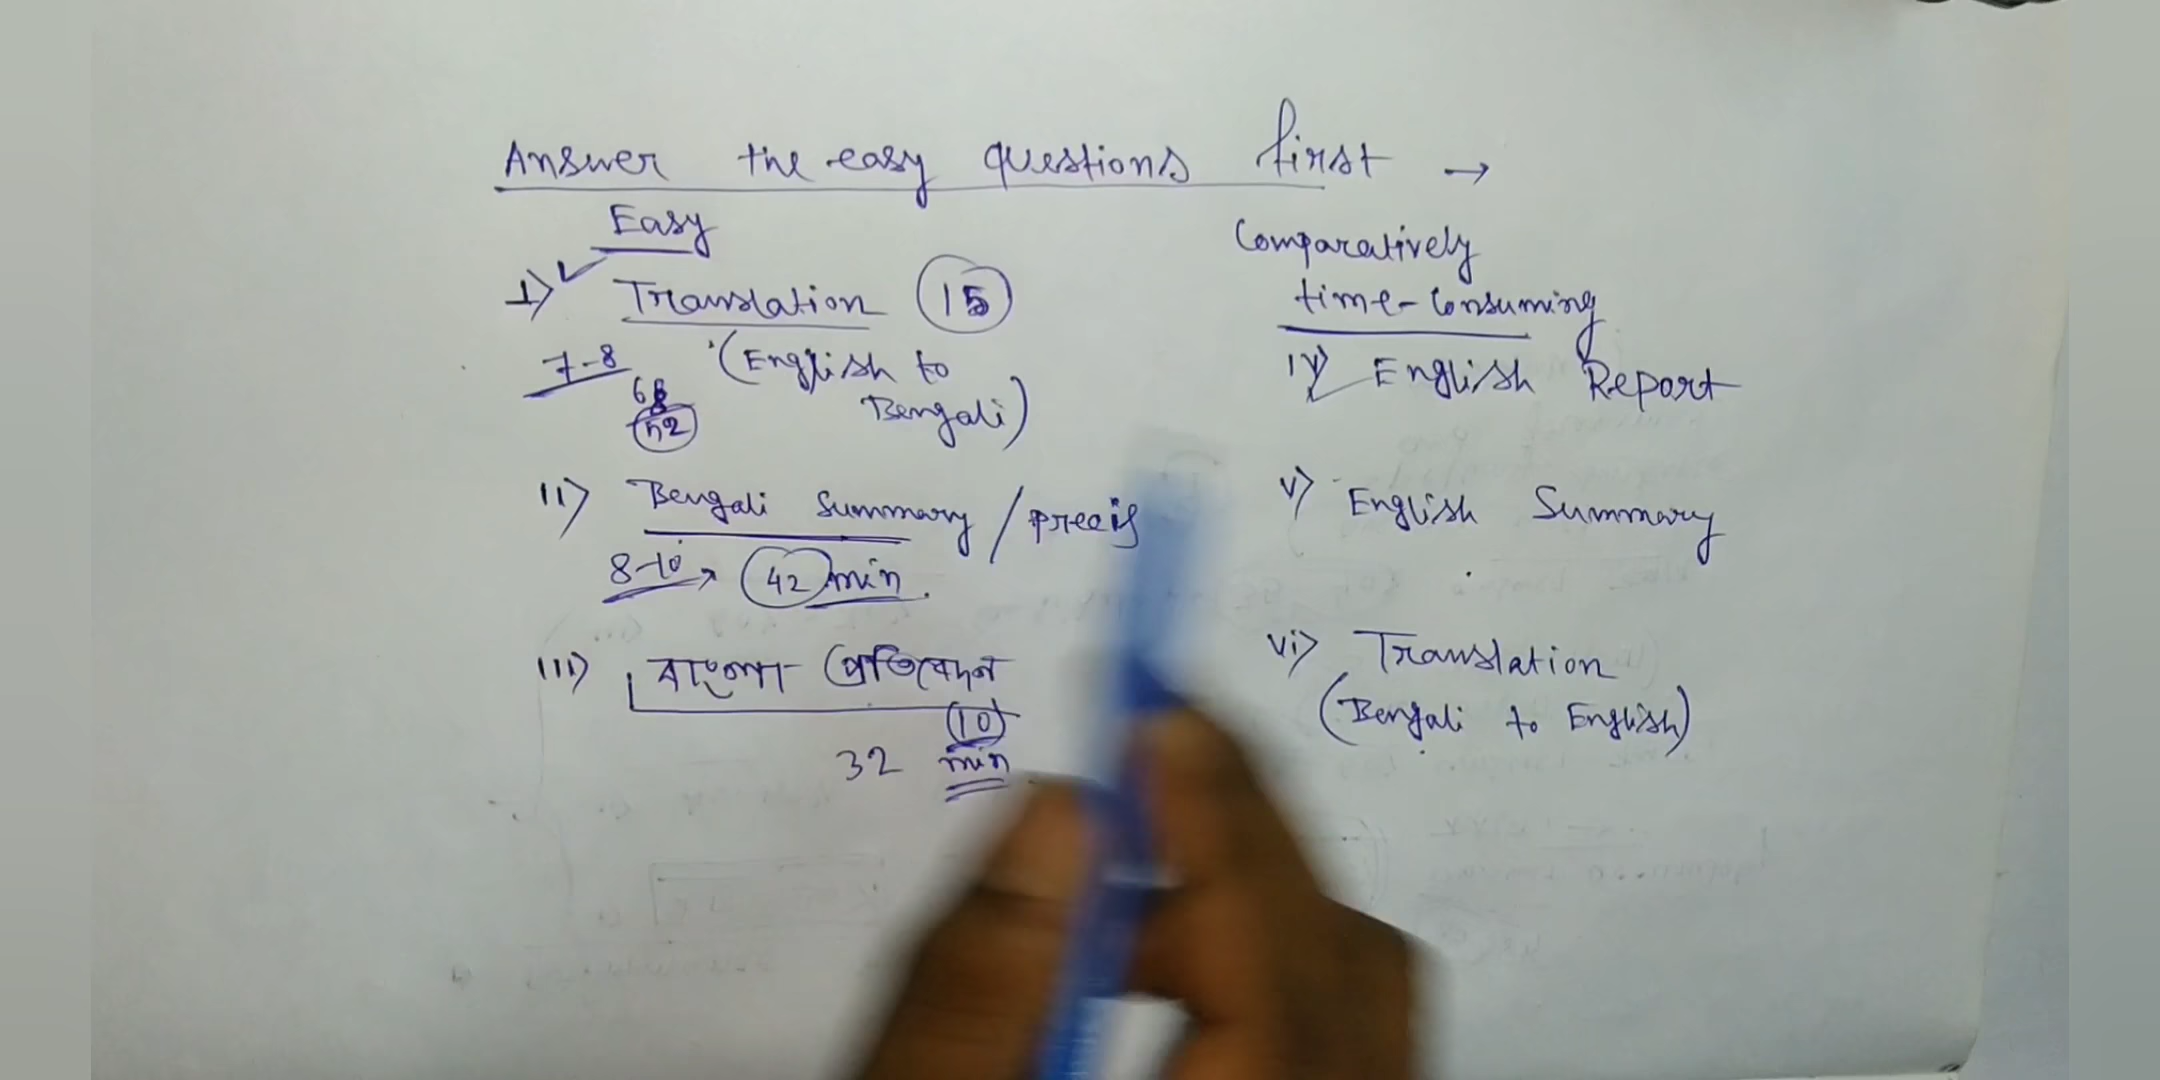 Answer the easy questions first →
Easy
I) ✓ Translation 15
(English to
Bengali)
7-8
52
II) Bengali Summary / precis
8-10 → 42 min.
III) বাংলা প্রতিবেদন
10
32 min
Comparatively
time-consuming
IV) English Report
V) English Summary
VI) Translation
(Bengali to English)